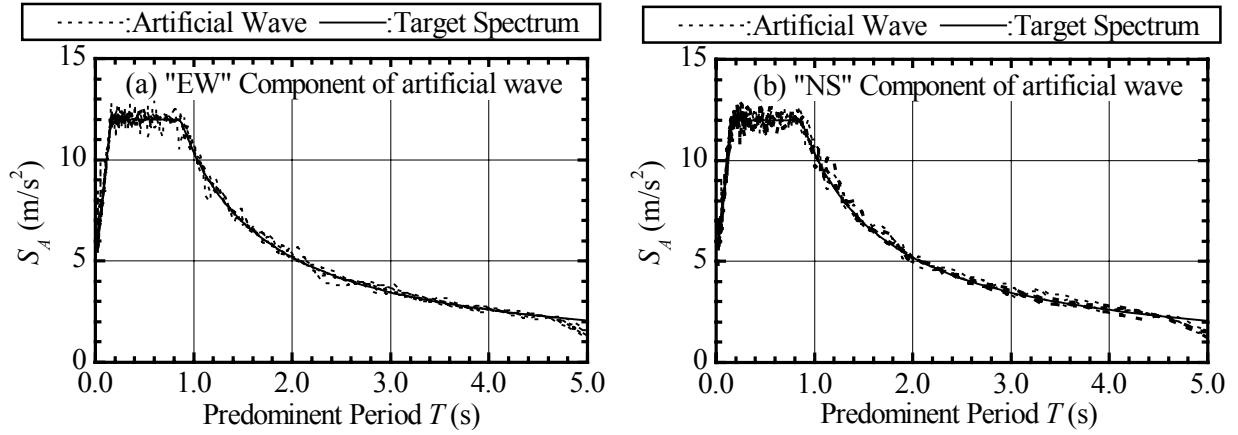 :Artificial Wave :Target Spectrum
(a) "EW" Component of artificial wave
15
10
5
0
S_A (m/s²)
0.0 1.0 2.0 3.0 4.0 5.0
Predominent Period T (s)
:Artificial Wave :Target Spectrum
(b) "NS" Component of artificial wave
15
10
5
0
S_A (m/s²)
0.0 1.0 2.0 3.0 4.0 5.0
Predominent Period T (s)